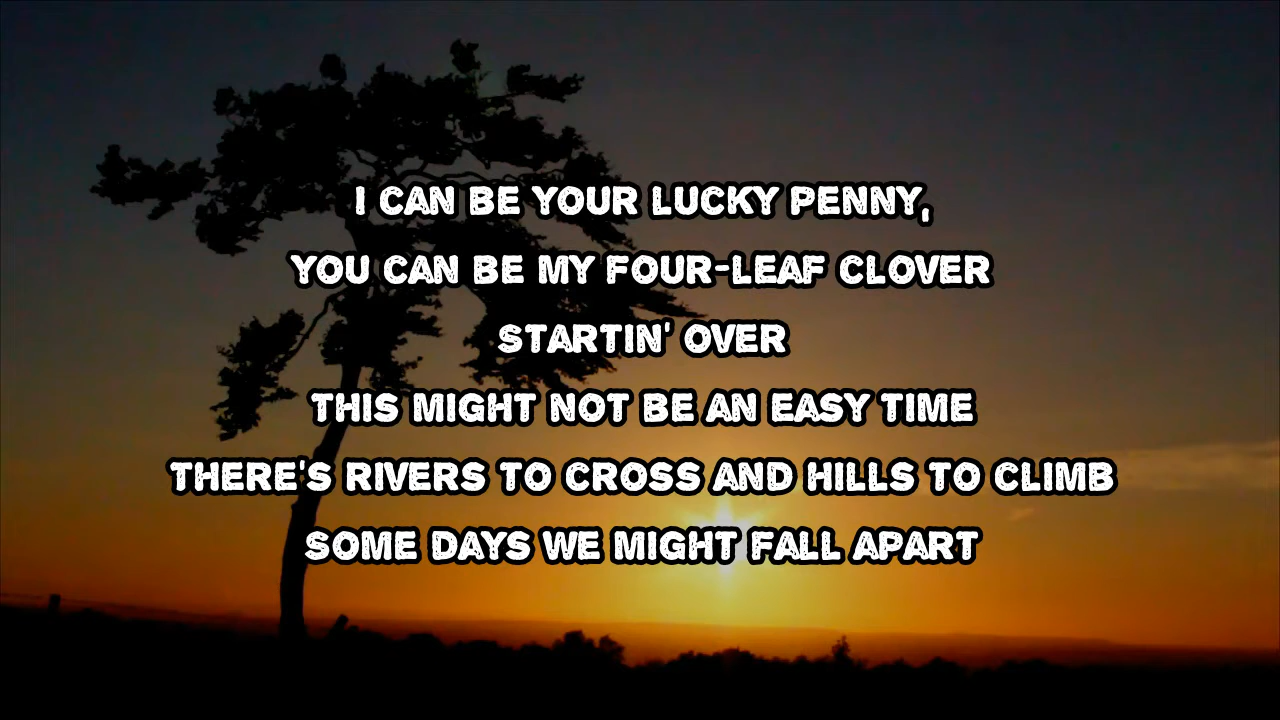 I CAN BE YOUR LUCKY PENNY,
YOU CAN BE MY FOUR-LEAF CLOVER
STARTIN' OVER
THIS MIGHT NOT BE AN EASY TIME
THERE'S RIVERS TO CROSS AND HILLS TO CLIMB
SOME DAYS WE MIGHT FALL APART